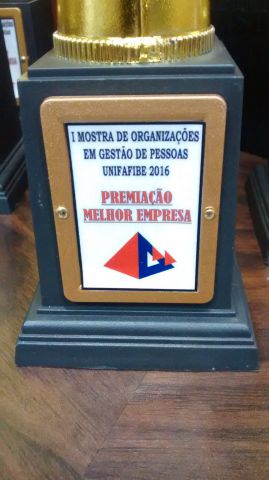 I MOSTRA DE ORGANIZAÇÕES
EM GESTÃO DE PESSOAS
UNIFAFIBE 2016
PREMIAÇÃO
MELHOR EMPRESA